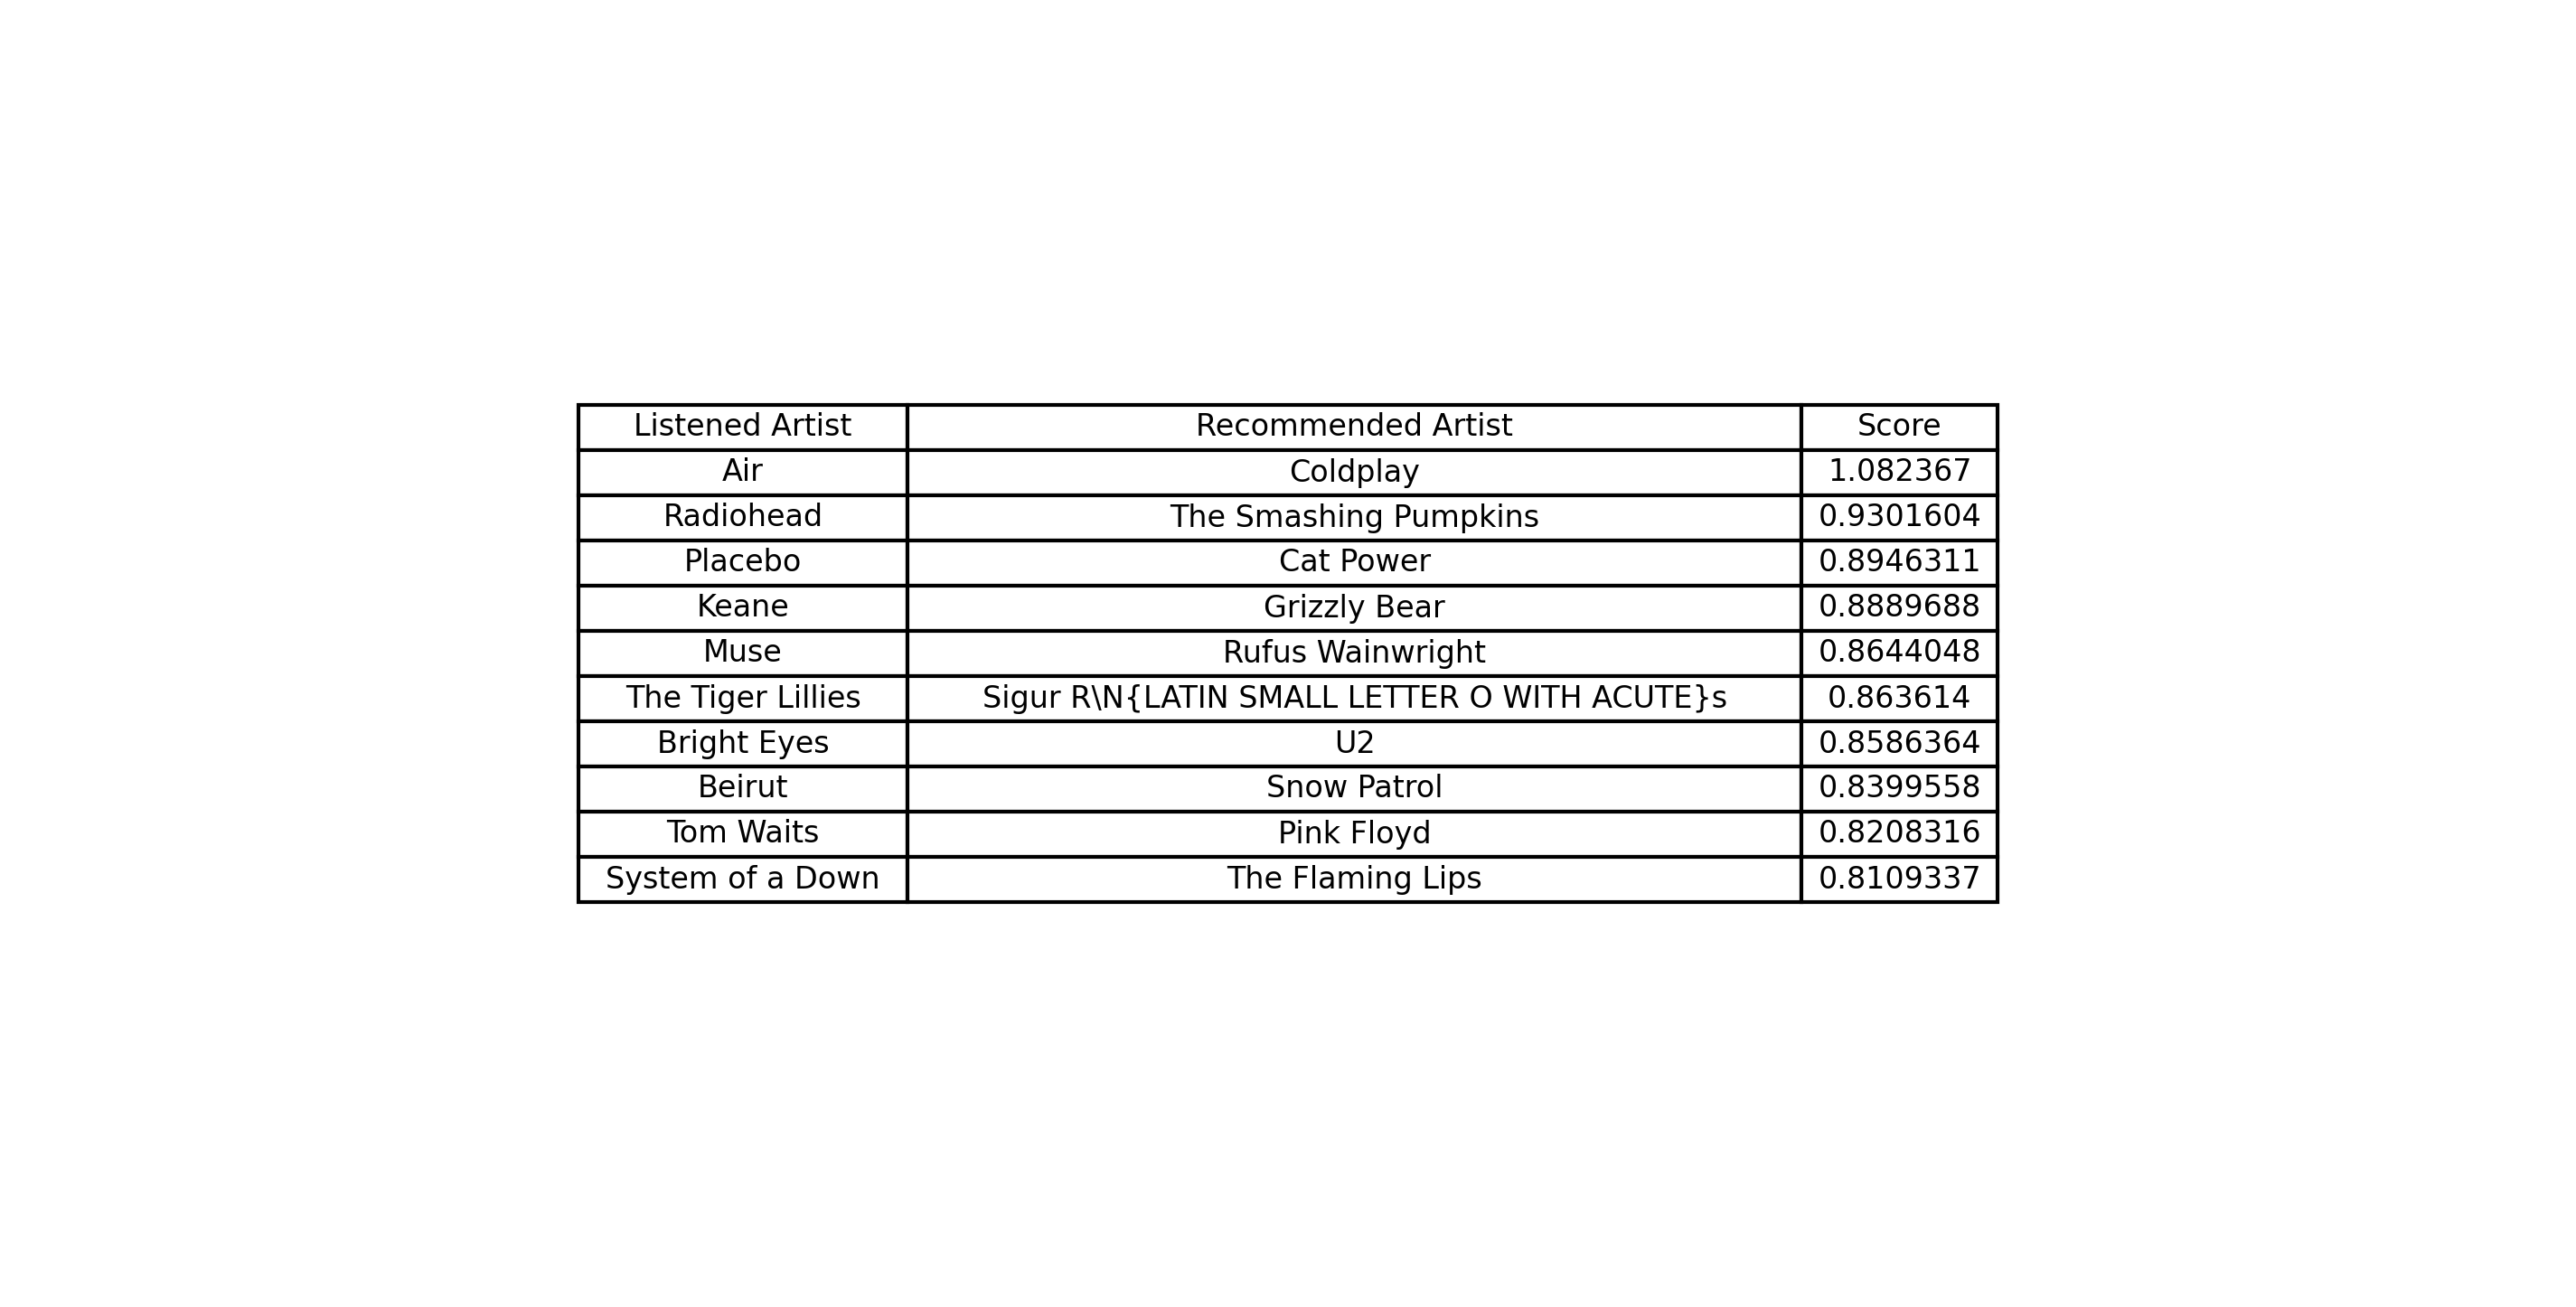 Listened Artist Recommended Artist Score
Air Coldplay 1.082367
Radiohead The Smashing Pumpkins 0.9301604
Placebo Cat Power 0.8946311
Keane Grizzly Bear 0.8889688
Muse Rufus Wainwright 0.8644048
The Tiger Lillies Sigur R\N{LATIN SMALL LETTER O WITH ACUTE}s 0.863614
Bright Eyes U2 0.8586364
Beirut Snow Patrol 0.8399558
Tom Waits Pink Floyd 0.8208316
System of a Down The Flaming Lips 0.8109337